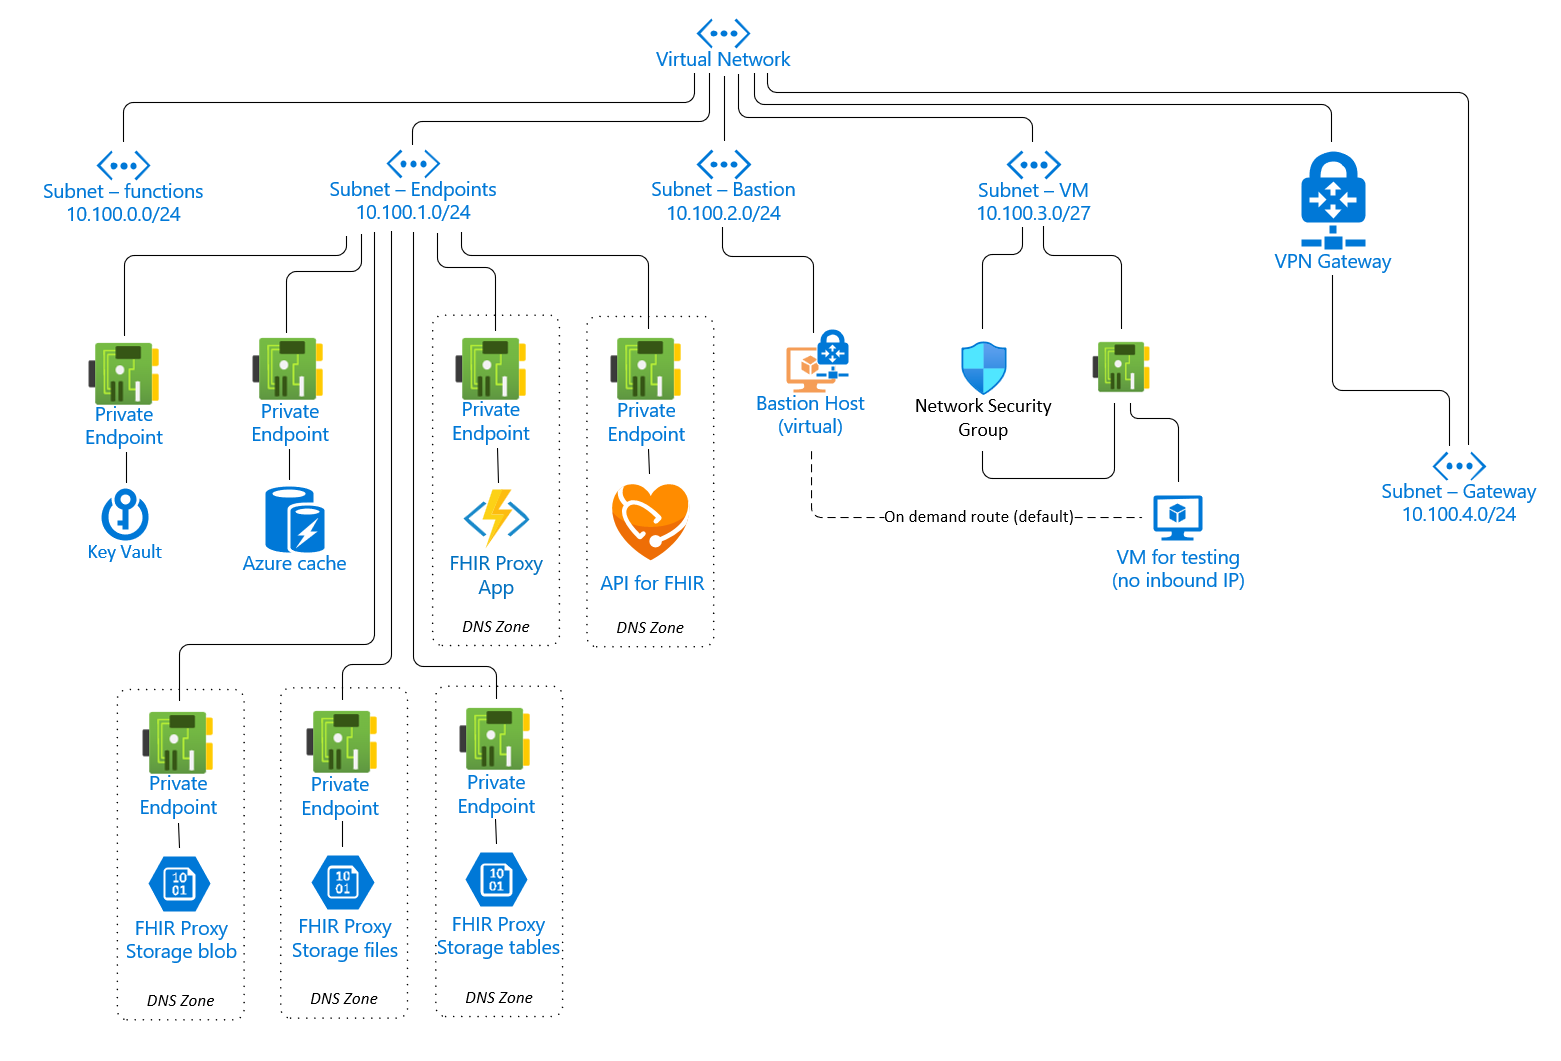 Virtual Network
Subnet – functions
10.100.0.0/24
Subnet – Endpoints
10.100.1.0/24
Subnet – Bastion
10.100.2.0/24
Subnet – VM
10.100.3.0/27
VPN Gateway
Private
Endpoint
Key Vault
Private
Endpoint
Azure cache
Private
Endpoint
FHIR Proxy
App
DNS Zone
Private
Endpoint
API for FHIR
DNS Zone
Bastion Host
(virtual)
Network Security
Group
On demand route (default)
VM for testing
(no inbound IP)
Subnet – Gateway
10.100.4.0/24
Private
Endpoint
10
01
FHIR Proxy
Storage blob
DNS Zone
Private
Endpoint
10
01
FHIR Proxy
Storage files
DNS Zone
Private
Endpoint
10
01
FHIR Proxy
Storage tables
DNS Zone